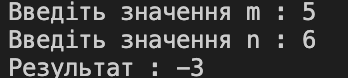 Введіть значення m : 5
Введіть значення n : 6
Результат : -3